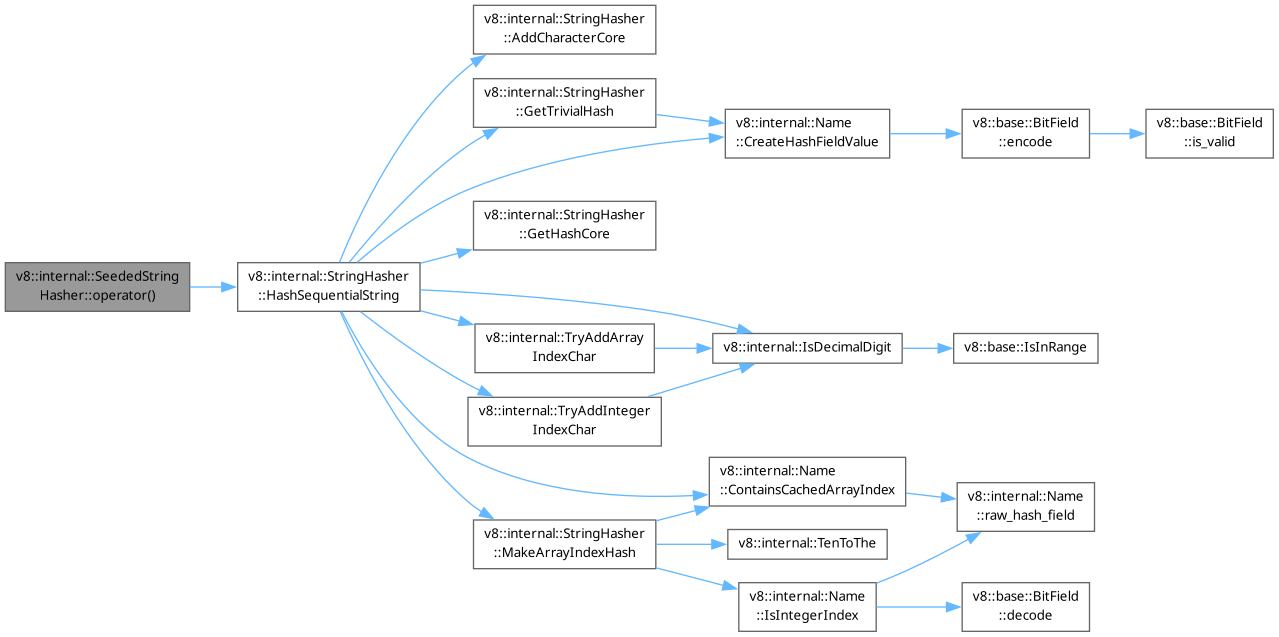 v8::internal::StringHasher
::AddCharacterCore
v8::internal::StringHasher
::GetTrivialHash
v8::internal::Name
::CreateHashFieldValue
v8::base::BitField
::encode
v8::base::BitField
::is_valid
v8::internal::StringHasher
::GetHashCore
v8::internal::SeededString
Hasher::operator()
v8::internal::StringHasher
::HashSequentialString
v8::internal::TryAddArray
IndexChar
v8::internal::IsDecimalDigit
v8::base::IsInRange
v8::internal::TryAddInteger
IndexChar
v8::internal::Name
::ContainsCachedArrayIndex
v8::internal::Name
::raw_hash_field
v8::internal::StringHasher
::MakeArrayIndexHash
v8::internal::TenToThe
v8::internal::Name
::IsIntegerIndex
v8::base::BitField
::decode